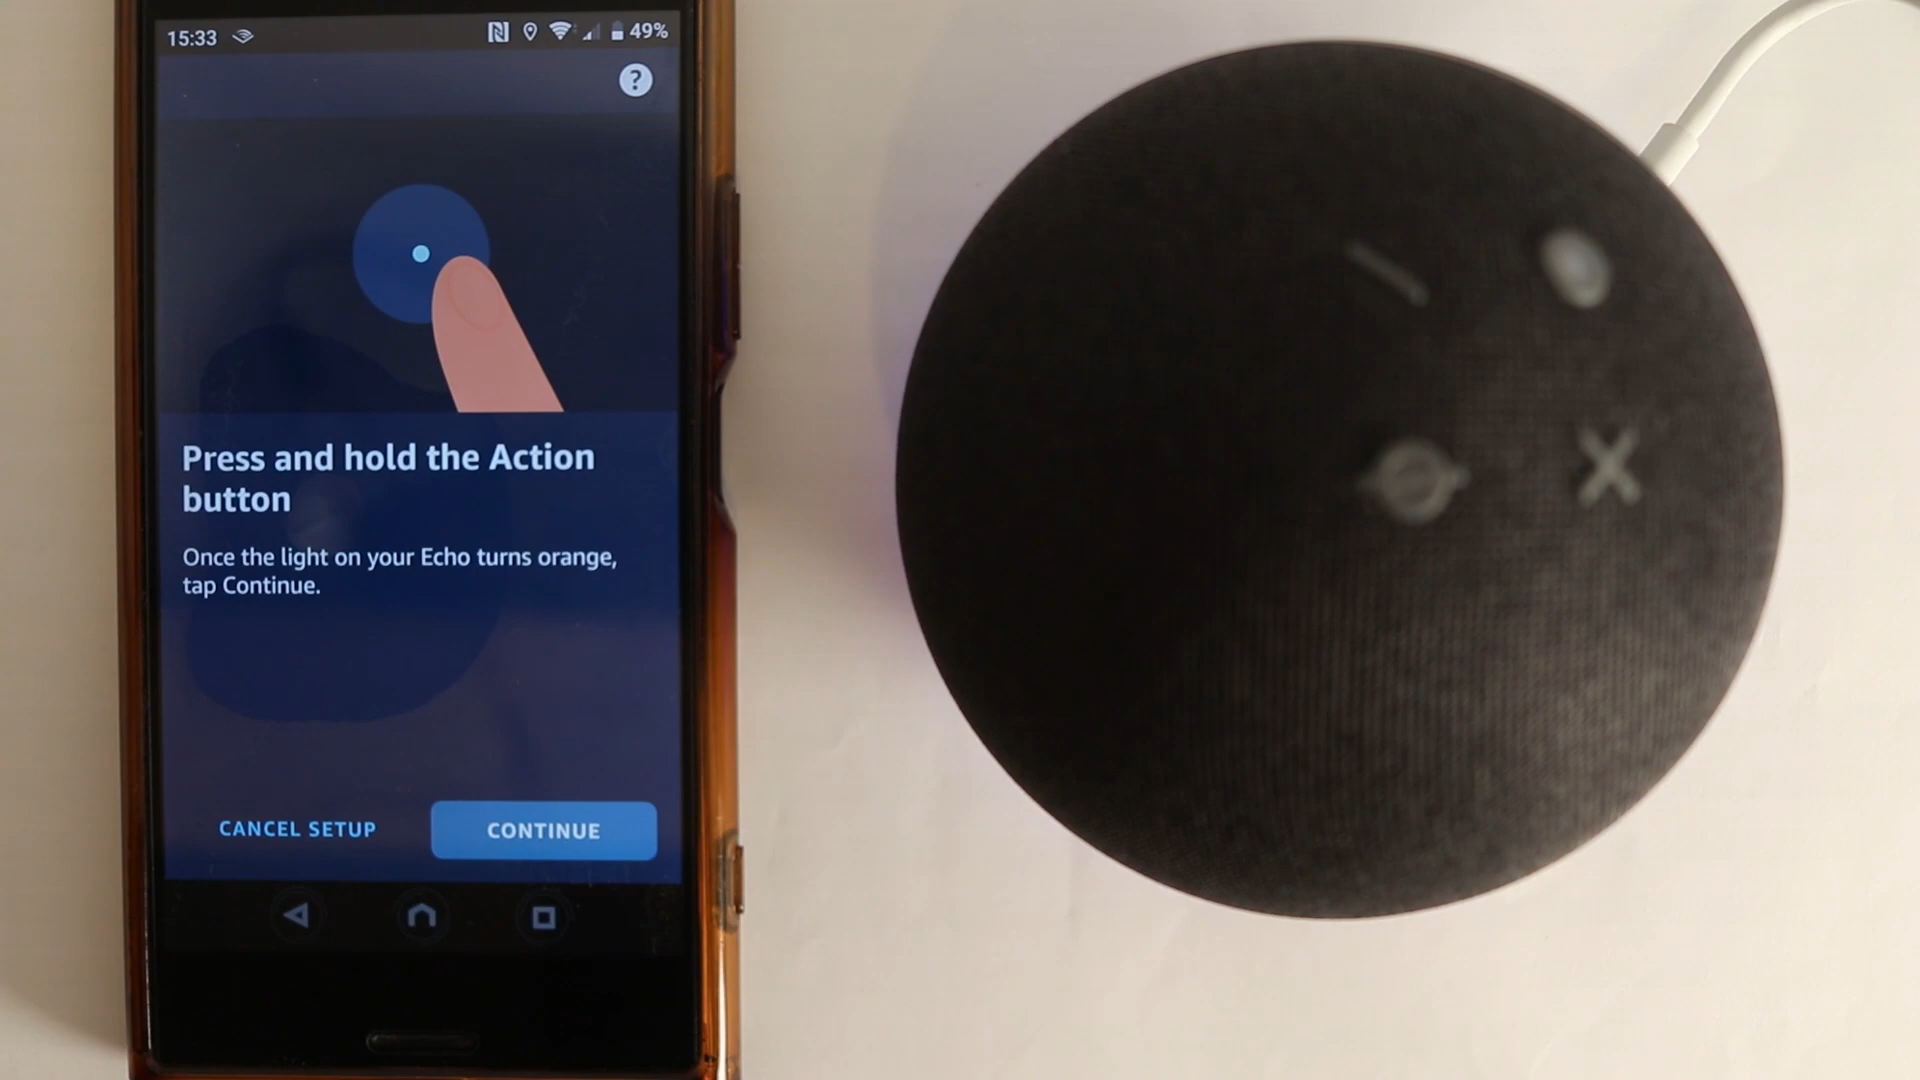 15:33
49%
?
Press and hold the Action
button
Once the light on your Echo turns orange,
tap Continue.
CANCEL SETUP
CONTINUE